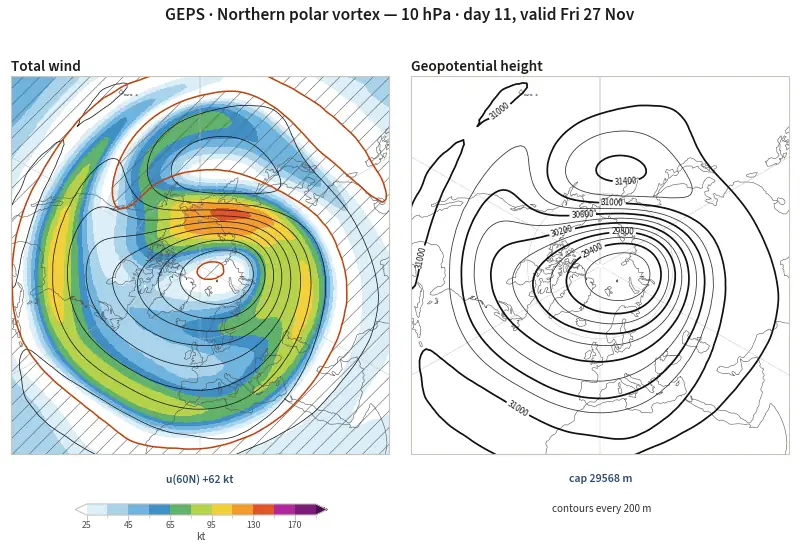 GEPS · Northern polar vortex — 10 hPa · day 11, valid Fri 27 Nov
Total wind
Geopotential height
31000
31400
31000
30600
30200
29800
29400
31000
31000
u(60N) +62 kt
cap 29568 m
contours every 200 m
25 45 65 95 130 170
kt